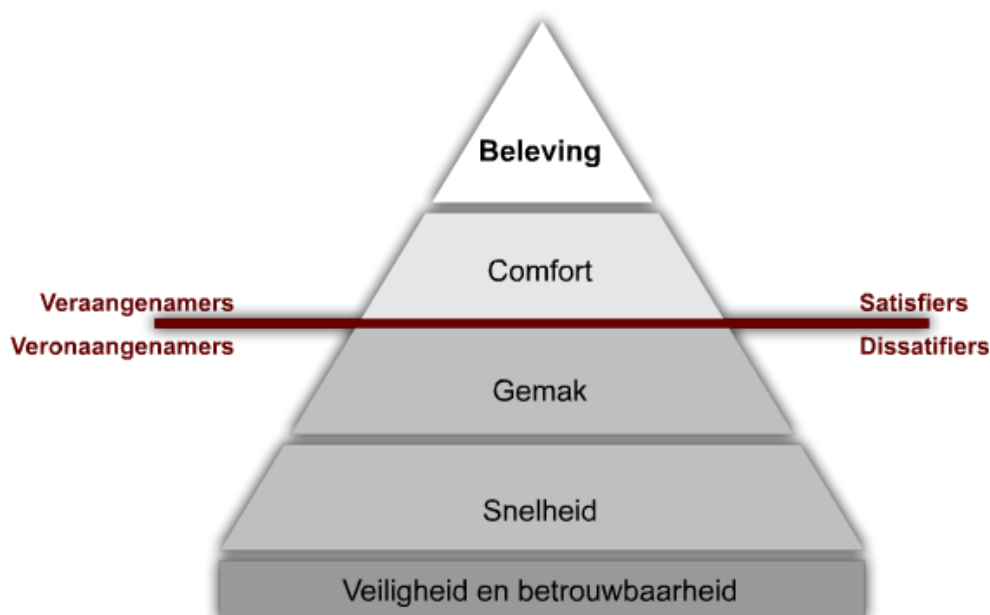 Beleving
Comfort
Veraangenamers
Satisfiers
Veronaangenamers
Dissatifiers
Gemak
Snelheid
Veiligheid en betrouwbaarheid